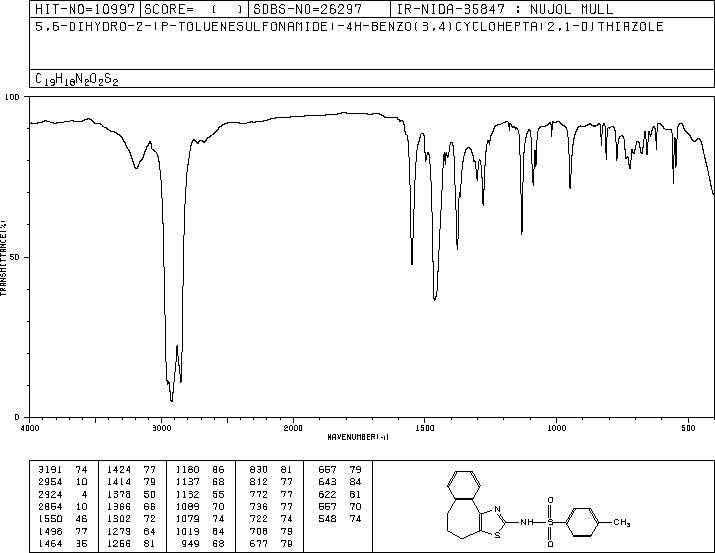 HIT-NO=10997 SCORE= ( ) SDBS-NO=26297 IR-NIDA-35847 : NUJOL MULL
5,6-DIHYDRO-2-(P-TOLUENESULFONAMIDE)-4H-BENZO(3,4)CYCLOHEPTA(2,1-D)THIAZOLE
C19H18N2O2S2
100
50
0
TRANSMITTANCE(%)
4000 3000 2000 1500 1000 500
WAVENUMBER(-1)
3191 74 1424 77 1180 86 830 81 667 79
2954 10 1414 79 1137 68 812 77 643 84
2924 4 1378 50 1132 55 772 77 622 81
2854 10 1366 66 1089 70 736 77 557 70
1550 46 1302 72 1079 74 722 74 548 74
1496 77 1279 64 1019 84 708 79
1464 35 1256 81 949 68 677 79
N
S
NH
S
O
O
CH3